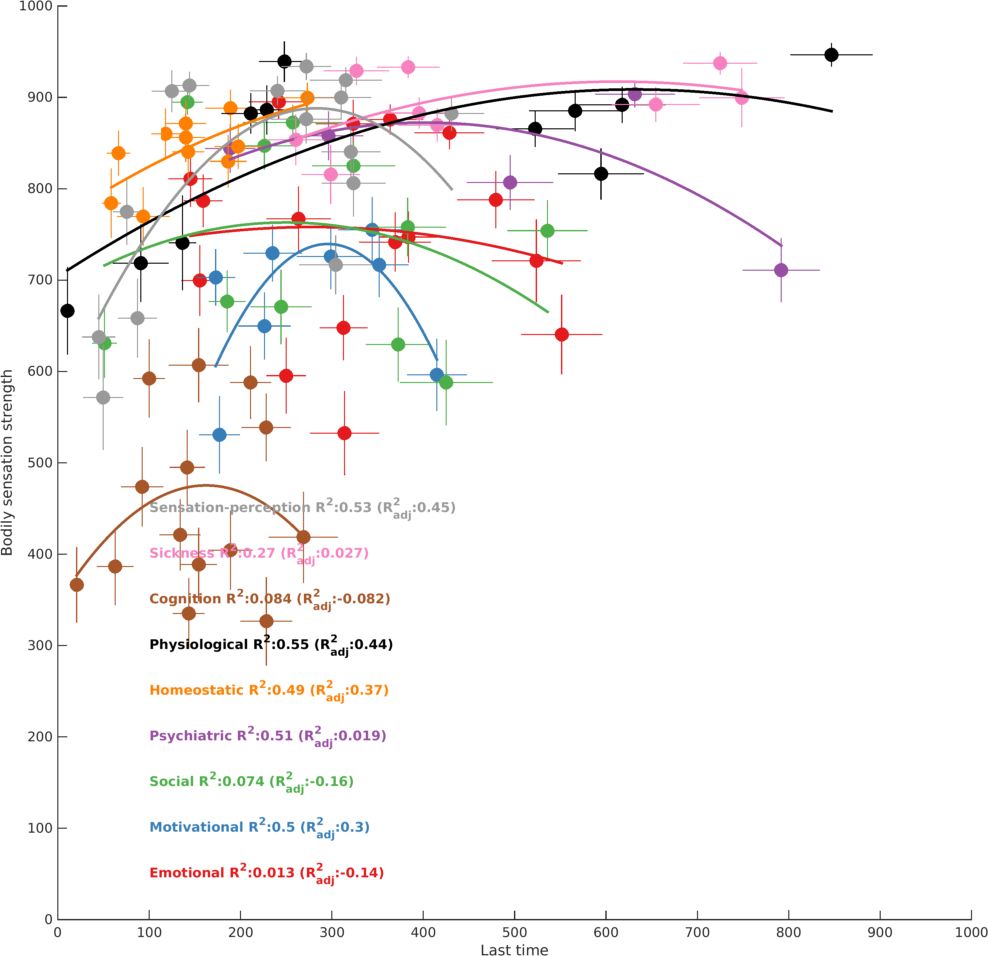 1000
900
800
700
600
500
400
300
200
100
0
Bodily sensation strength
Sensation-perception R²:0.53 (R²adj:0.45)
Sickness R²:0.27 (R²adj:0.027)
Cognition R²:0.084 (R²adj:-0.082)
Physiological R²:0.55 (R²adj:0.44)
Homeostatic R²:0.49 (R²adj:0.37)
Psychiatric R²:0.51 (R²adj:0.019)
Social R²:0.074 (R²adj:-0.16)
Motivational R²:0.5 (R²adj:0.3)
Emotional R²:0.013 (R²adj:-0.14)
0 100 200 300 400 500 600 700 800 900 1000
Last time